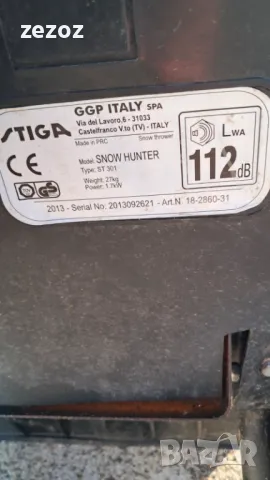 zezoz
GGP ITALY SPA
Via del Lavoro,6 - 31033
Castelfranco V.to (TV) - ITALY
STIGA
Made in PRC
Snow thrower
CE
Model: SNOW HUNTER
Type: ST 301
Weight: 27kg
Power: 1.7kW
LWA
112dB
2013 - Serial No: 2013092621 - Art.N. 18-2860-31
BAZAR